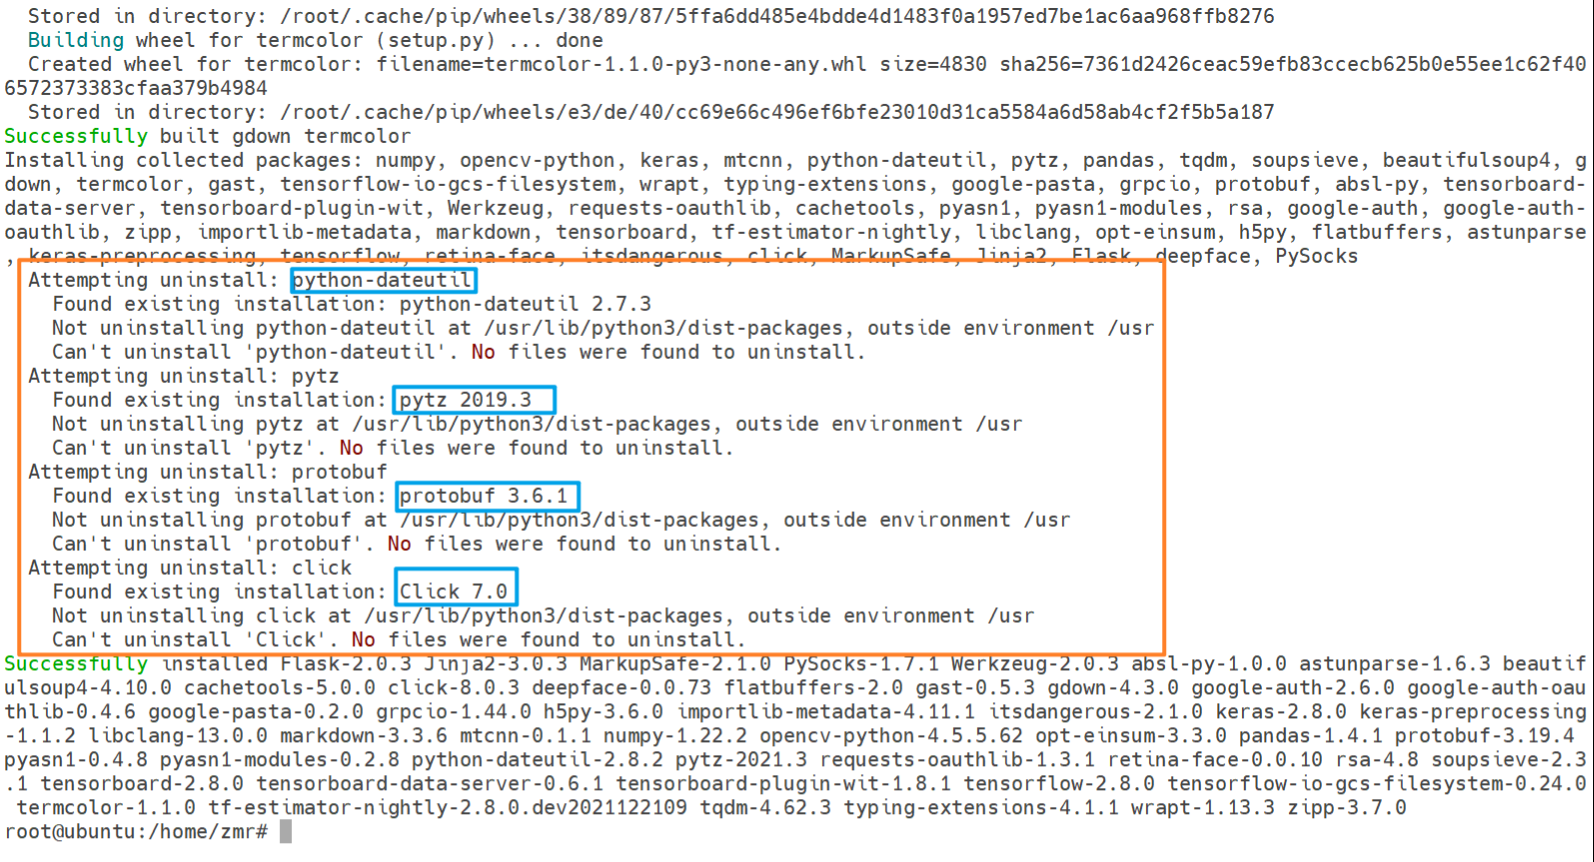 Stored in directory: /root/.cache/pip/wheels/38/89/87/5ffa6dd485e4bdde4d1483f0a1957ed7be1ac6aa968ffb8276
  Building wheel for termcolor (setup.py) ... done
  Created wheel for termcolor: filename=termcolor-1.1.0-py3-none-any.whl size=4830 sha256=7361d2426ceac59efb83ccecb625b0e55ee1c62f40
6572373383cfaa379b4984
  Stored in directory: /root/.cache/pip/wheels/e3/de/40/cc69e66c496ef6bfe23010d31ca5584a6d58ab4cf2f5b5a187
Successfully built gdown termcolor
Installing collected packages: numpy, opencv-python, keras, mtcnn, python-dateutil, pytz, pandas, tqdm, soupsieve, beautifulsoup4, g
down, termcolor, gast, tensorflow-io-gcs-filesystem, wrapt, typing-extensions, google-pasta, grpcio, protobuf, absl-py, tensorboard-
data-server, tensorboard-plugin-wit, Werkzeug, requests-oauthlib, cachetools, pyasn1, pyasn1-modules, rsa, google-auth, google-auth-
oauthlib, zipp, importlib-metadata, markdown, tensorboard, tf-estimator-nightly, libclang, opt-einsum, h5py, flatbuffers, astunparse
, keras-preprocessing, tensorflow, retina-face, itsdangerous, click, MarkupSafe, Jinja2, Flask, deepface, PySocks
  Attempting uninstall: python-dateutil
    Found existing installation: python-dateutil 2.7.3
    Not uninstalling python-dateutil at /usr/lib/python3/dist-packages, outside environment /usr
    Can't uninstall 'python-dateutil'. No files were found to uninstall.
  Attempting uninstall: pytz
    Found existing installation: pytz 2019.3
    Not uninstalling pytz at /usr/lib/python3/dist-packages, outside environment /usr
    Can't uninstall 'pytz'. No files were found to uninstall.
  Attempting uninstall: protobuf
    Found existing installation: protobuf 3.6.1
    Not uninstalling protobuf at /usr/lib/python3/dist-packages, outside environment /usr
    Can't uninstall 'protobuf'. No files were found to uninstall.
  Attempting uninstall: click
    Found existing installation: Click 7.0
    Not uninstalling click at /usr/lib/python3/dist-packages, outside environment /usr
    Can't uninstall 'Click'. No files were found to uninstall.
Successfully installed Flask-2.0.3 Jinja2-3.0.3 MarkupSafe-2.1.0 PySocks-1.7.1 Werkzeug-2.0.3 absl-py-1.0.0 astunparse-1.6.3 beautif
ulsoup4-4.10.0 cachetools-5.0.0 click-8.0.3 deepface-0.0.73 flatbuffers-2.0 gast-0.5.3 gdown-4.3.0 google-auth-2.6.0 google-auth-oau
thlib-0.4.6 google-pasta-0.2.0 grpcio-1.44.0 h5py-3.6.0 importlib-metadata-4.11.1 itsdangerous-2.1.0 keras-2.8.0 keras-preprocessing
-1.1.2 libclang-13.0.0 markdown-3.3.6 mtcnn-0.1.1 numpy-1.22.2 opencv-python-4.5.5.62 opt-einsum-3.3.0 pandas-1.4.1 protobuf-3.19.4
pyasn1-0.4.8 pyasn1-modules-0.2.8 python-dateutil-2.8.2 pytz-2021.3 requests-oauthlib-1.3.1 retina-face-0.0.10 rsa-4.8 soupsieve-2.3
.1 tensorboard-2.8.0 tensorboard-data-server-0.6.1 tensorboard-plugin-wit-1.8.1 tensorflow-2.8.0 tensorflow-io-gcs-filesystem-0.24.0
 termcolor-1.1.0 tf-estimator-nightly-2.8.0.dev2021122109 tqdm-4.62.3 typing-extensions-4.1.1 wrapt-1.13.3 zipp-3.7.0
root@ubuntu:/home/zmr#